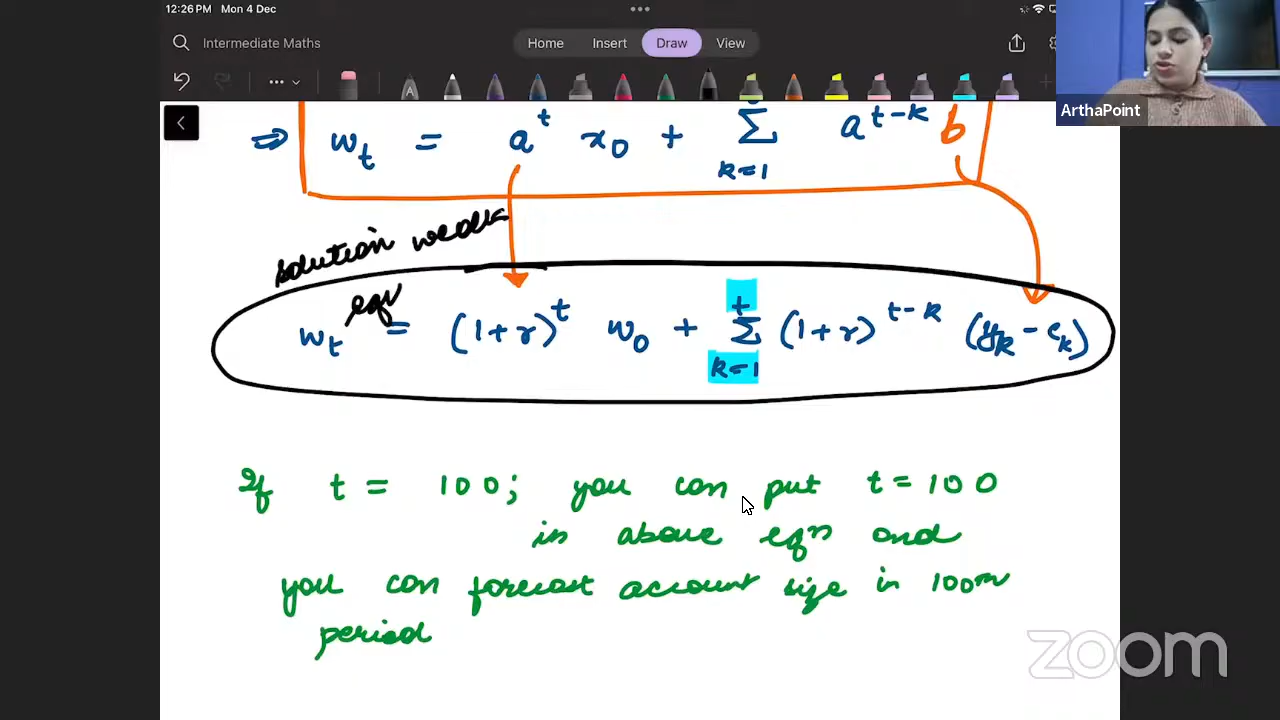 12:26 PM Mon 4 Dec
Intermediate Maths
Home Insert Draw View
ArthaPoint
⇒ w_t = a^t x_0 + Σ k=1 a^{t-k} b
solution
eqn
w_t = (1+r)^t w_0 + Σ_{k=1}^{t} (1+r)^{t-k} (y_k - c_k)
If t = 100; you can put t = 100
in above eqn and
you can forecast account size in 100th
period
zoom